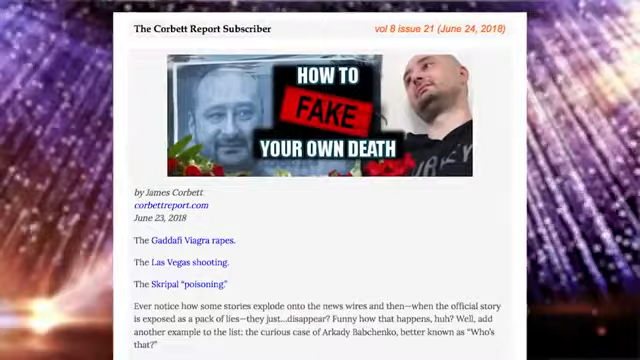 The Corbett Report Subscriber
vol 8 issue 21 (June 24, 2018)
HOW TO
FAKE
YOUR OWN DEATH
by James Corbett
corbettreport.com
June 23, 2018
The Gaddafi Viagra rapes.
The Las Vegas shooting.
The Skripal “poisoning”
Ever notice how some stories explode onto the news wires and then—when the official story
is exposed as a pack of lies—they just...disappear? Funny how that happens, huh? Well, add
another example to the list: the curious case of Arkady Babchenko, better known as “Who's
that?”